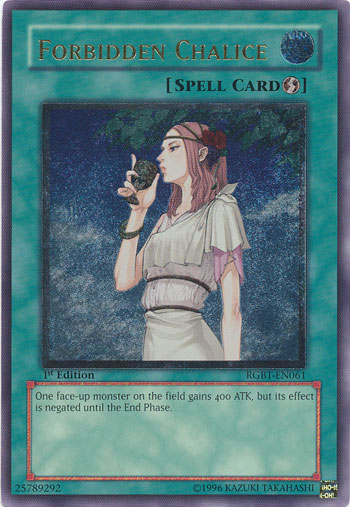 FORBIDDEN CHALICE
[SPELL CARD]
1st Edition
RGBT-EN061
One face-up monster on the field gains 400 ATK, but its effect
is negated until the End Phase.
25789292
©1996 KAZUKI TAKAHASHI